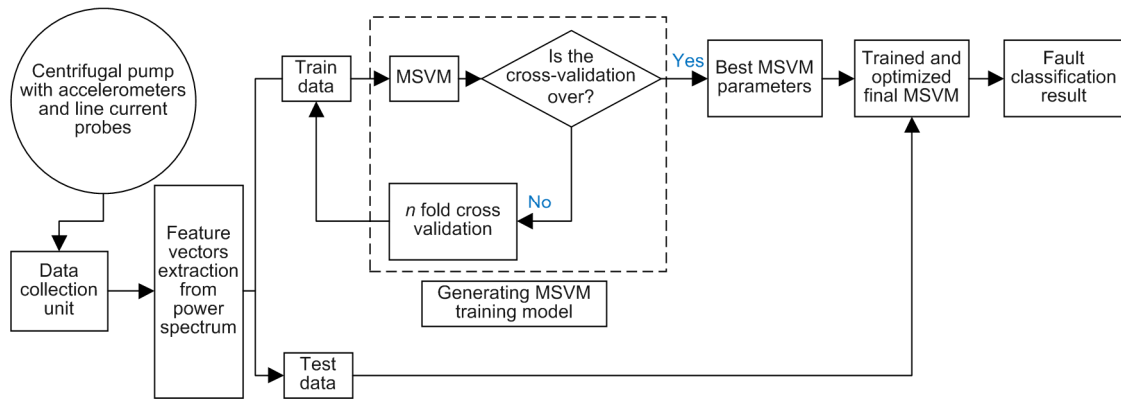 Centrifugal pump
with accelerometers
and line current
probes
Data
collection
unit
Feature
vectors
extraction
from
power
spectrum
Train
data
MSVM
Is the
cross-validation
over?
Yes
No
n fold cross
validation
Generating MSVM
training model
Best MSVM
parameters
Trained and
optimized
final MSVM
Fault
classification
result
Test
data